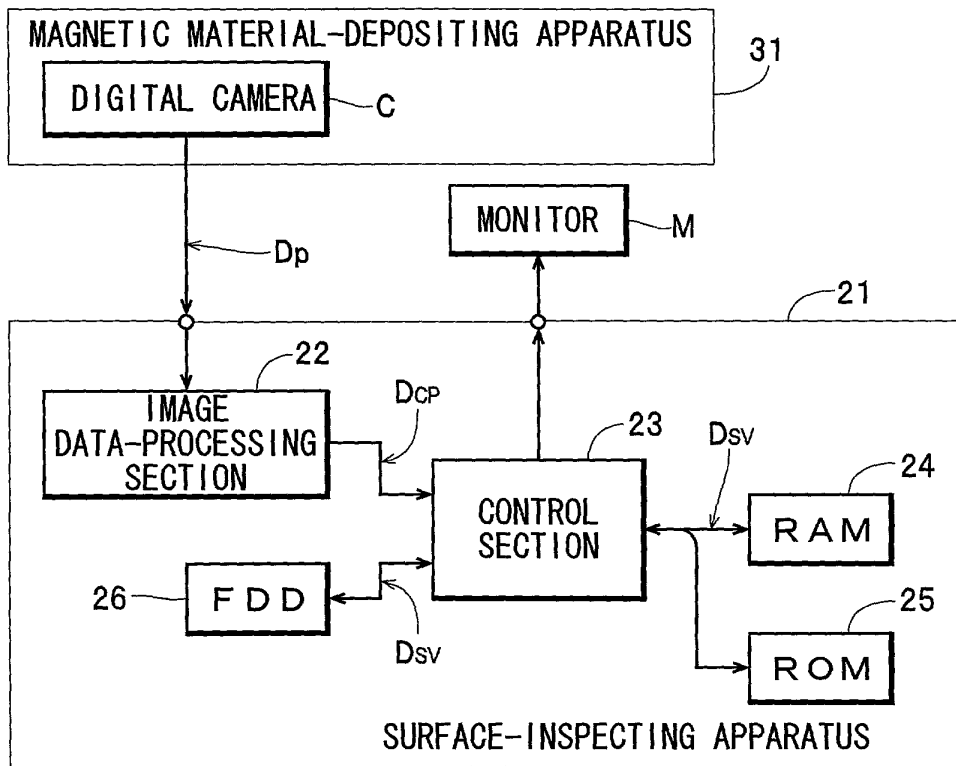 MAGNETIC MATERIAL-DEPOSITING APPARATUS
31
DIGITAL CAMERA
C
MONITOR
M
Dp
21
22
IMAGE
DATA-PROCESSING
SECTION
DCP
23
CONTROL
SECTION
DSV
24
RAM
26
FDD
DSV
25
ROM
SURFACE-INSPECTING APPARATUS